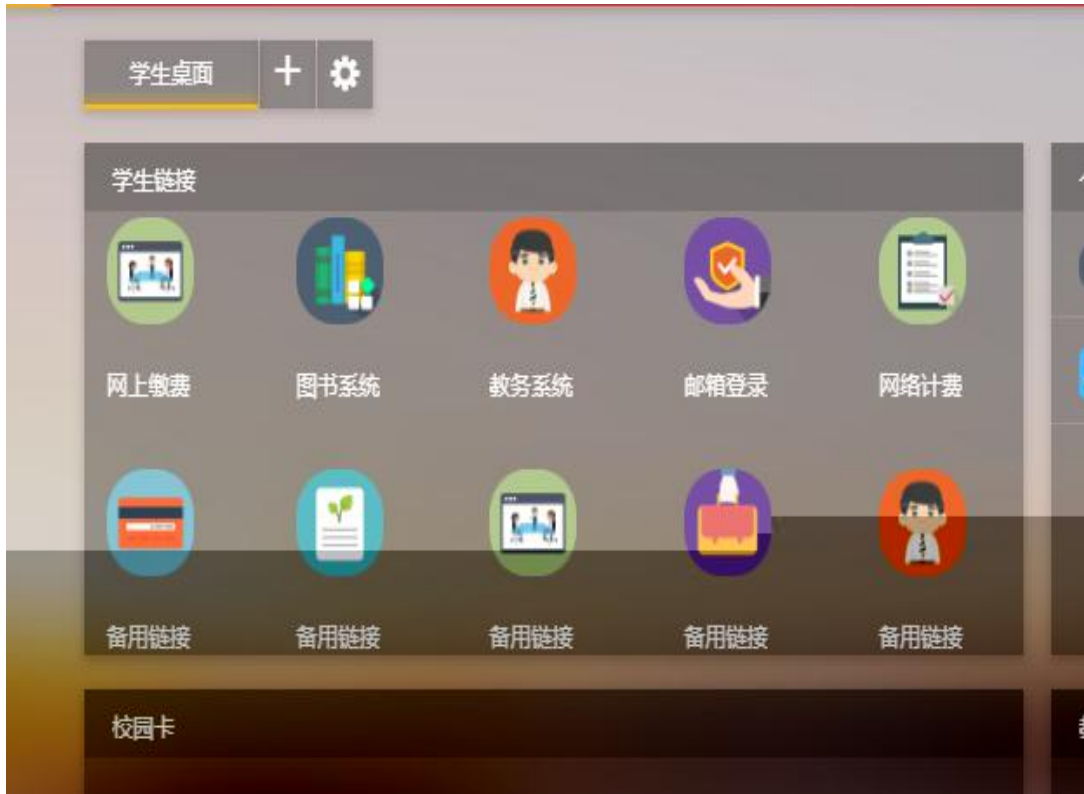 学生桌面
学生链接
网上缴费 图书系统 教务系统 邮箱登录 网络计费
备用链接 备用链接 备用链接 备用链接 备用链接
校园卡